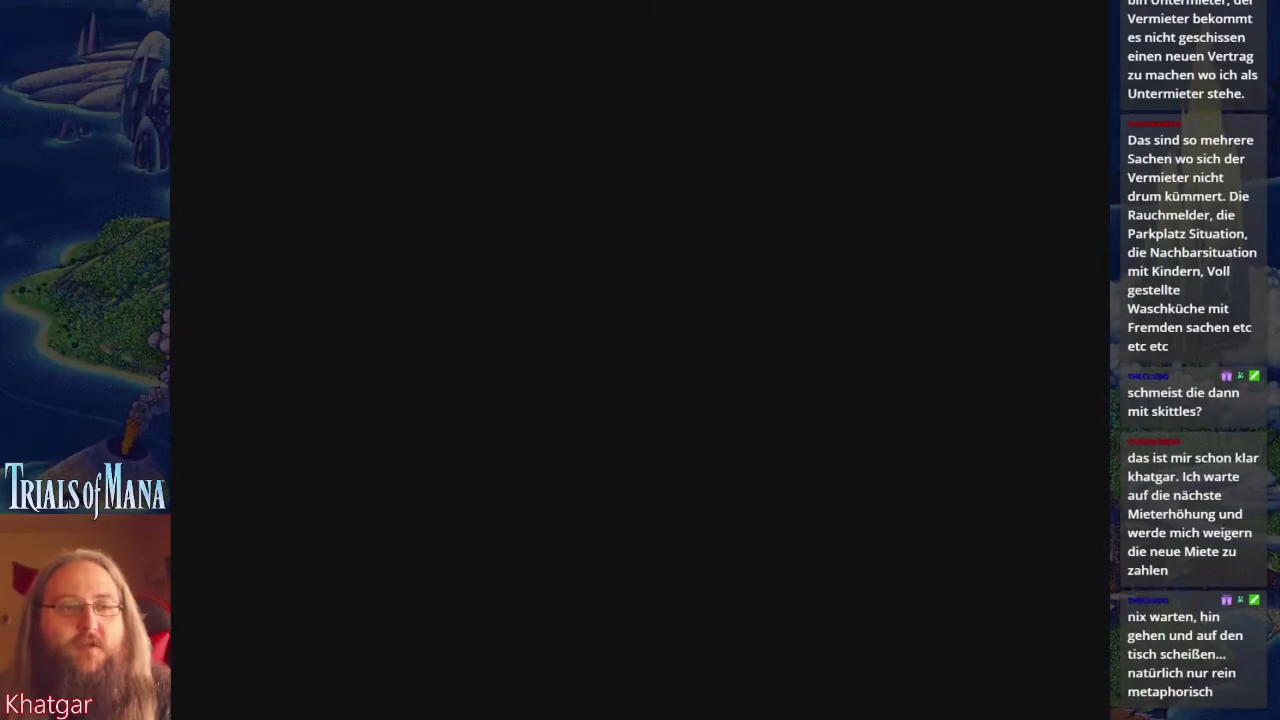 Vermieter bekommt
es nicht geschissen
einen neuen Vertrag
zu machen wo ich als
Untermieter stehe.
Das sind so mehrere
Sachen wo sich der
Vermieter nicht
drum kümmert. Die
Rauchmelder, die
Parkplatz Situation,
die Nachbarsituation
mit Kindern, Voll
gestellte
Waschküche mit
Fremden sachen etc
etc etc
schmeist die dann
mit skittles?
das ist mir schon klar
khatgar. Ich warte
auf die nächste
Mieterhöhung und
werde mich weigern
die neue Miete zu
zahlen
nix warten, hin
gehen und auf den
tisch scheißen...
natürlich nur rein
metaphorisch
TRIALS of MANA
Khatgar